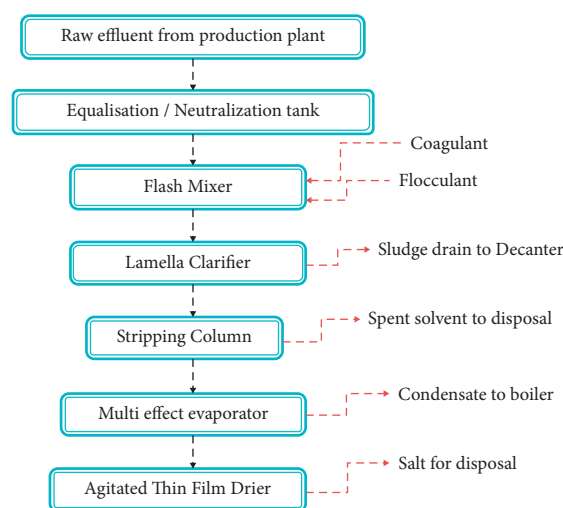 Raw effluent from production plant
Equalisation / Neutralization tank
Coagulant
Flash Mixer
Flocculant
Lamella Clarifier
Sludge drain to Decanter
Stripping Column
Spent solvent to disposal
Multi effect evaporator
Condensate to boiler
Agitated Thin Film Drier
Salt for disposal